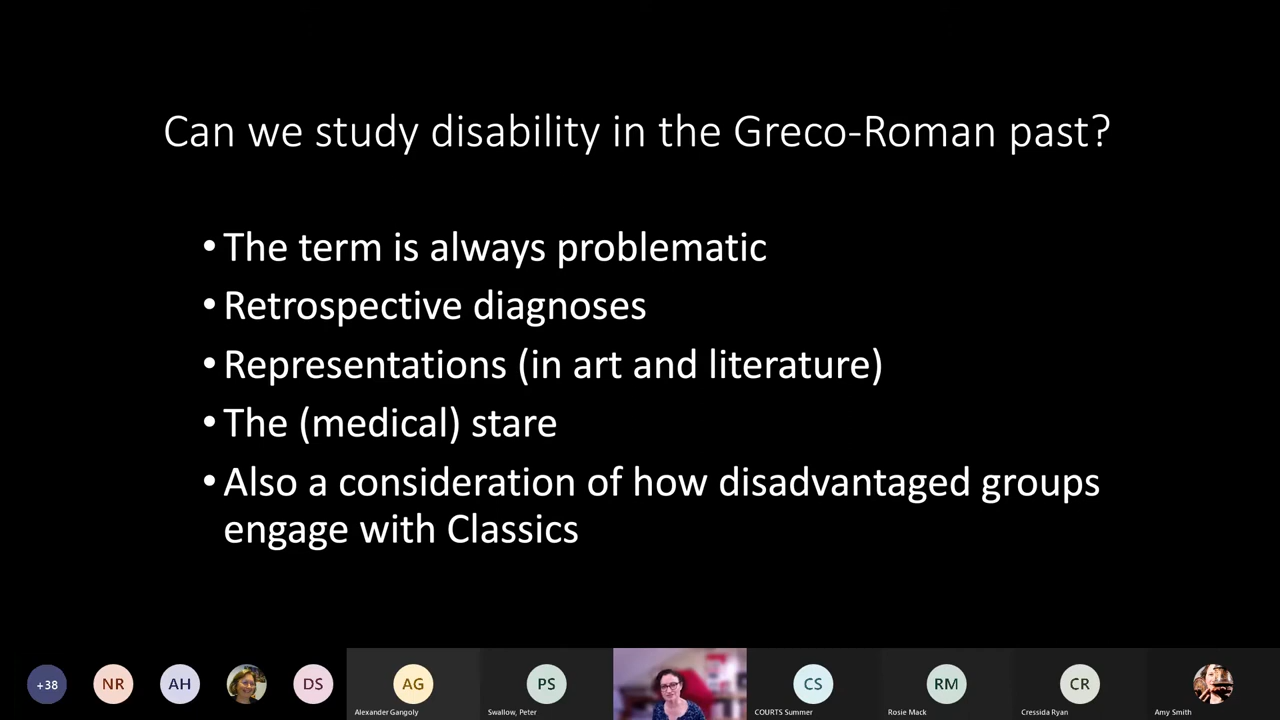 Can we study disability in the Greco-Roman past?
•The term is always problematic
•Retrospective diagnoses
•Representations (in art and literature)
•The (medical) stare
•Also a consideration of how disadvantaged groups
engage with Classics
+38
NR
AH
DS
AG
PS
CS
RM
CR
Alexander Gangoly
Swallow, Peter
COURTS Summer
Rosie Mack
Cressida Ryan
Amy Smith